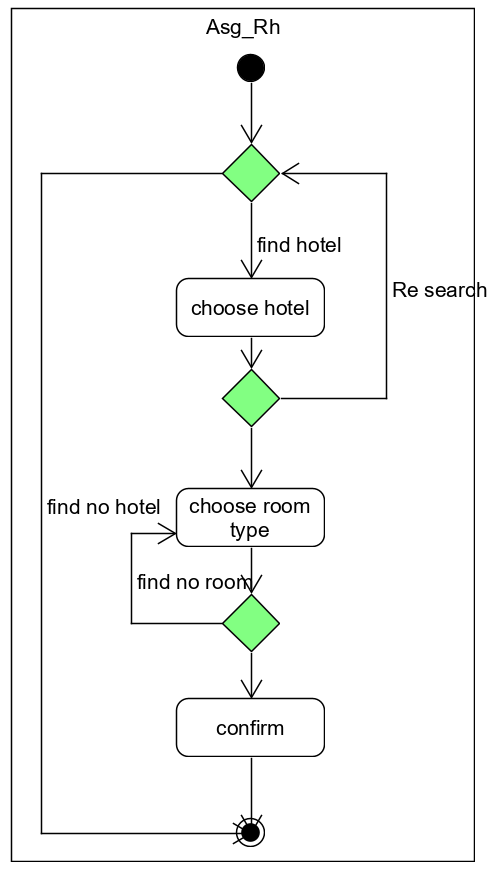 Asg_Rh
find hotel
choose hotel
Re search
choose room
type
find no hotel
find no room
confirm